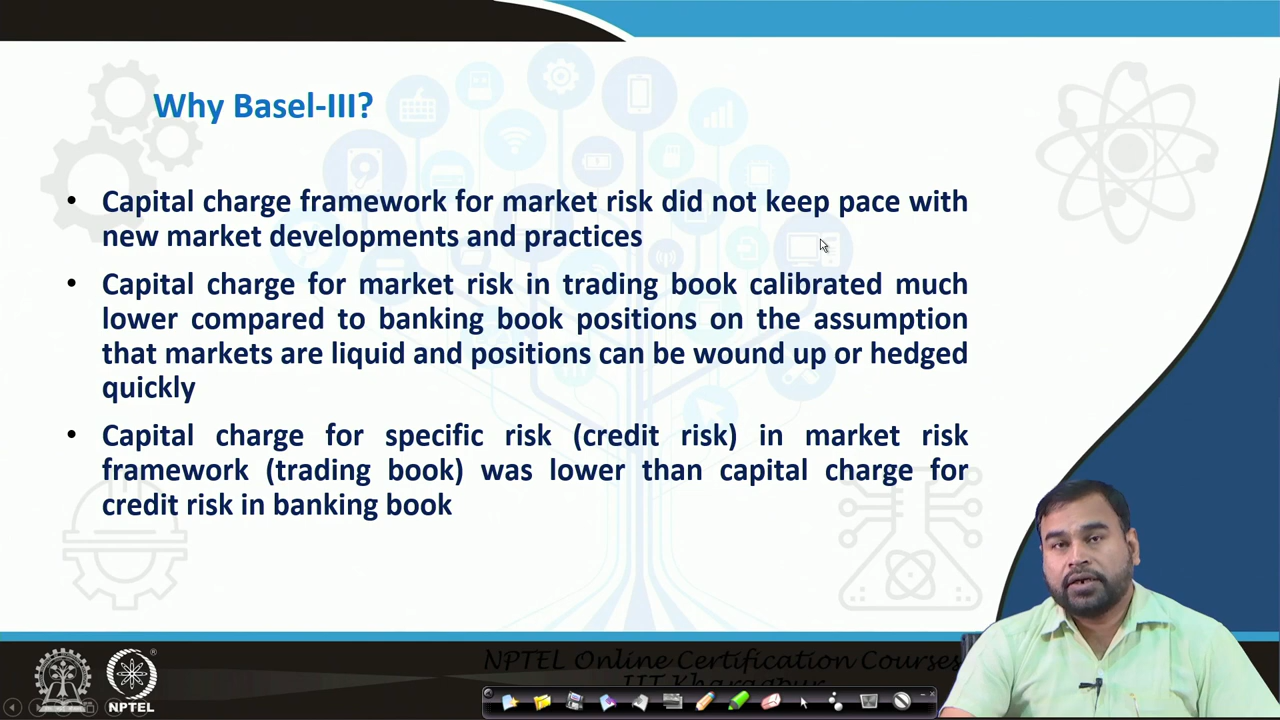 Why Basel-III?
• Capital charge framework for market risk did not keep pace with
new market developments and practices
• Capital charge for market risk in trading book calibrated much
lower compared to banking book positions on the assumption
that markets are liquid and positions can be wound up or hedged
quickly
• Capital charge for specific risk (credit risk) in market risk
framework (trading book) was lower than capital charge for
credit risk in banking book
NPTEL Online Certification Courses
IIT Kharagpur
NPTEL